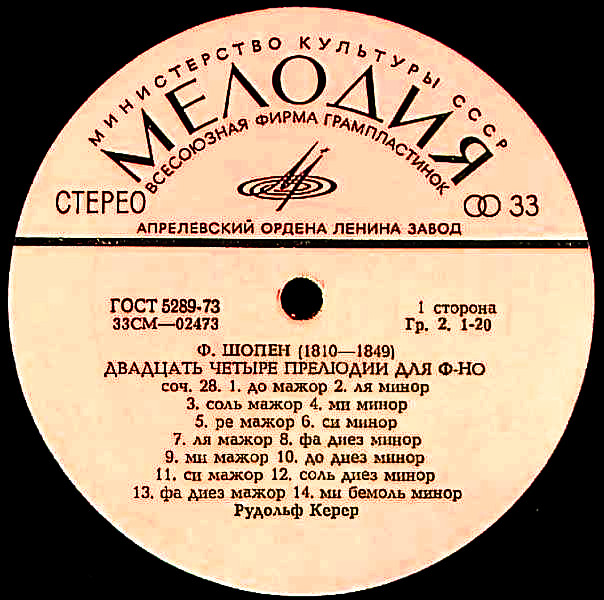 МИНИСТЕРСТВО КУЛЬТУРЫ СССР
МЕЛОДИЯ
ВСЕСОЮЗНАЯ ФИРМА ГРАМПЛАСТИНОК
СТЕРЕО
33
АПРЕЛЕВСКИЙ ОРДЕНА ЛЕНИНА ЗАВОД
ГОСТ 5289-73
1 сторона
33СМ—02473
Гр. 2. 1-20
Ф. ШОПЕН (1810—1849)
ДВАДЦАТЬ ЧЕТЫРЕ ПРЕЛЮДИИ ДЛЯ Ф-НО
соч. 28. 1. до мажор 2. ля минор
3. соль мажор 4. ми минор
5. ре мажор 6. си минор
7. ля мажор 8. фа диез минор
9. ми мажор 10. до диез минор
11. си мажор 12. соль диез минор
13. фа диез мажор 14. ми бемоль минор
Рудольф Керер